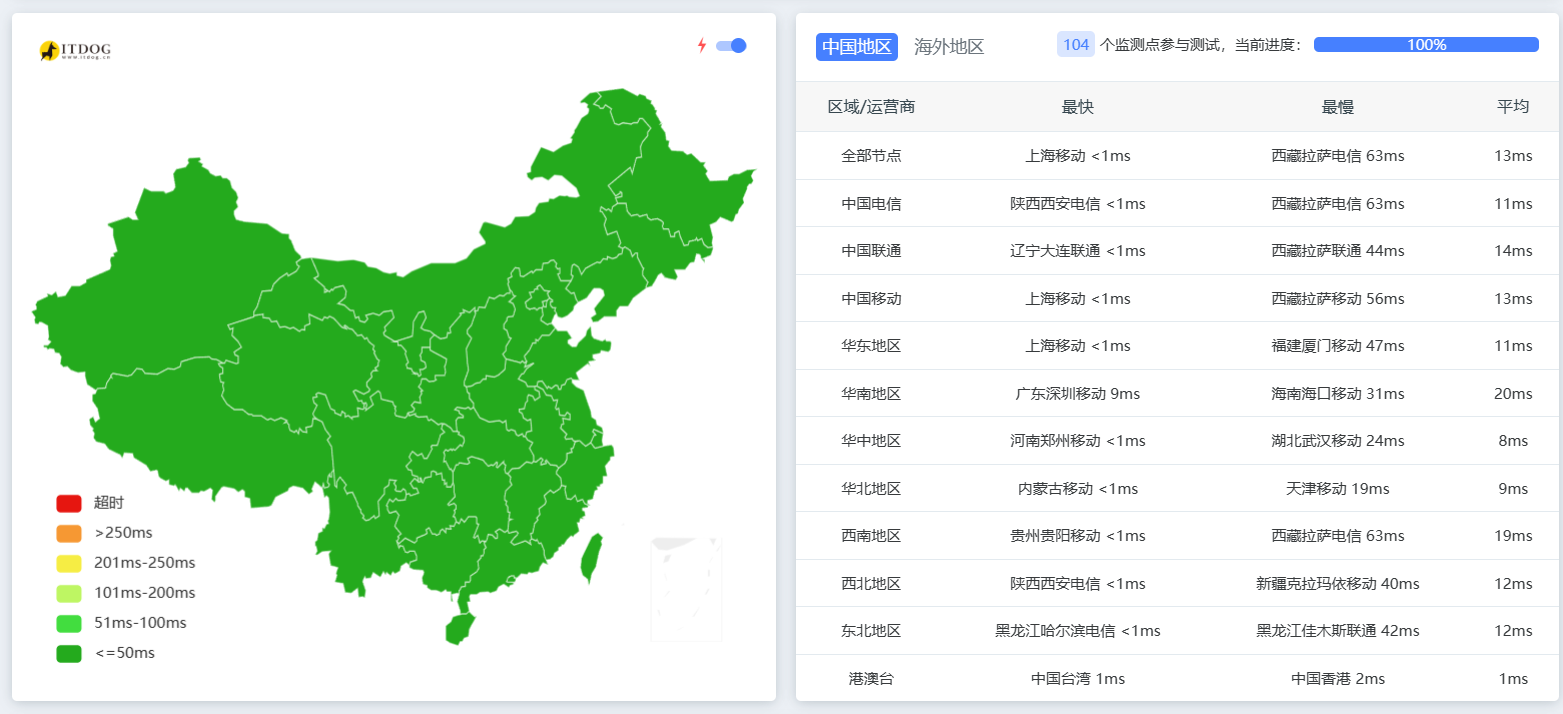 ITDOG
www.itdog.cn
超时
>250ms
201ms-250ms
101ms-200ms
51ms-100ms
<=50ms
中国地区 海外地区 104 个监测点参与测试，当前进度： 100%
区域/运营商 最快 最慢 平均
全部节点 上海移动 <1ms 西藏拉萨电信 63ms 13ms
中国电信 陕西西安电信 <1ms 西藏拉萨电信 63ms 11ms
中国联通 辽宁大连联通 <1ms 西藏拉萨联通 44ms 14ms
中国移动 上海移动 <1ms 西藏拉萨移动 56ms 13ms
华东地区 上海移动 <1ms 福建厦门移动 47ms 11ms
华南地区 广东深圳移动 9ms 海南海口移动 31ms 20ms
华中地区 河南郑州移动 <1ms 湖北武汉移动 24ms 8ms
华北地区 内蒙古移动 <1ms 天津移动 19ms 9ms
西南地区 贵州贵阳移动 <1ms 西藏拉萨电信 63ms 19ms
西北地区 陕西西安电信 <1ms 新疆克拉玛依移动 40ms 12ms
东北地区 黑龙江哈尔滨电信 <1ms 黑龙江佳木斯联通 42ms 12ms
港澳台 中国台湾 1ms 中国香港 2ms 1ms